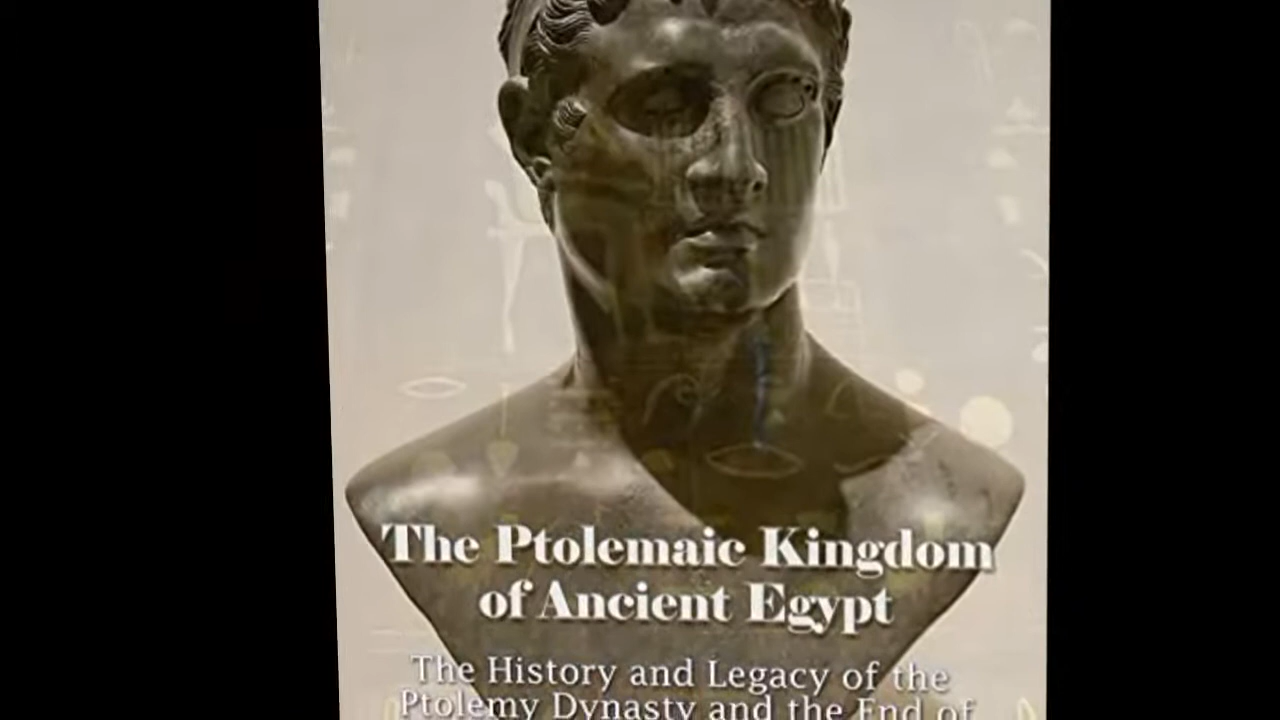 The Ptolemaic Kingdom
of Ancient Egypt
The History and Legacy of the
Ptolemy Dynasty and the End of